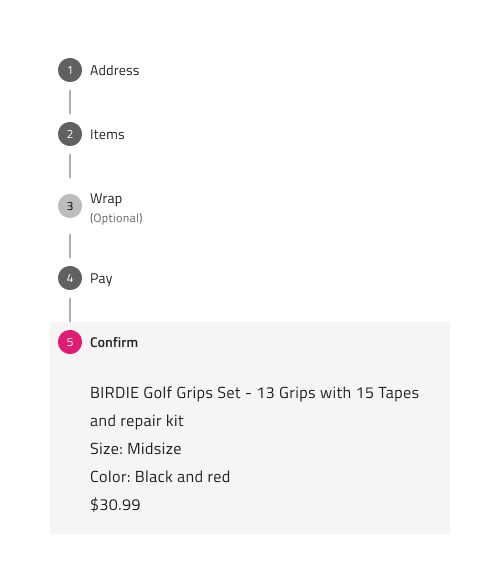 1 Address
2 Items
3 Wrap
(Optional)
4 Pay
5 Confirm
BIRDIE Golf Grips Set - 13 Grips with 15 Tapes
and repair kit
Size: Midsize
Color: Black and red
$30.99